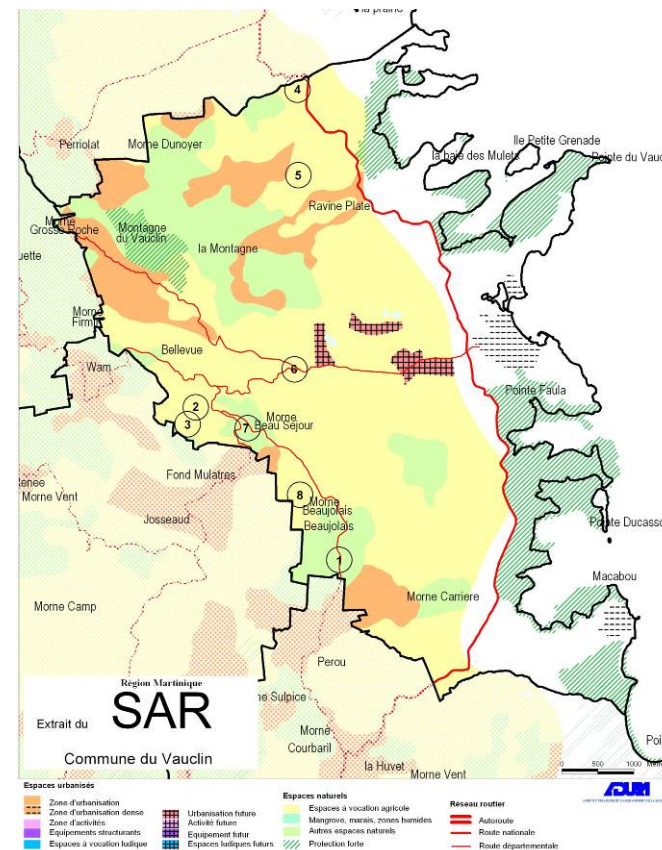 la prairie
4
Ile Petite Grenade
la baie des Mulets
Pointe du Vauc
Perriolat
Morne Dunoyer
5
Ravine Plate
Morne
Grosse Roche
Montagne
du Vauclin
la Montagne
uette
Morne
Firmi
Bellevue
Wam
6
Pointe Faula
2
3
7
Morne
Beau Séjour
Fond Mulatres
Renee
Morne Vent
8
Morne
Beaujolais
Beaujolais
Josseaud
Pointe Ducasso
1
Macabou
Morne Carriere
Morne Camp
Perou
Région Martinique
Extrait du SAR
Commune du Vauclin
ne Sulpice
Morne
Courbaril
la Huvet
Morne Vent
Poi
0 500 1000
ADUAM
Espaces urbanisés
Zone d'urbanisation
Zone d'urbanisation dense
Zone d'activités
Equipements structurants
Espaces à vocation ludique
Urbanisation future
Activité future
Equipement futur
Espaces ludiques futurs
Espaces naturels
Espaces à vocation agricole
Mangrove, marais, zones humides
Autres espaces naturels
Protection forte
Réseau routier
Autoroute
Route nationale
Route départementale